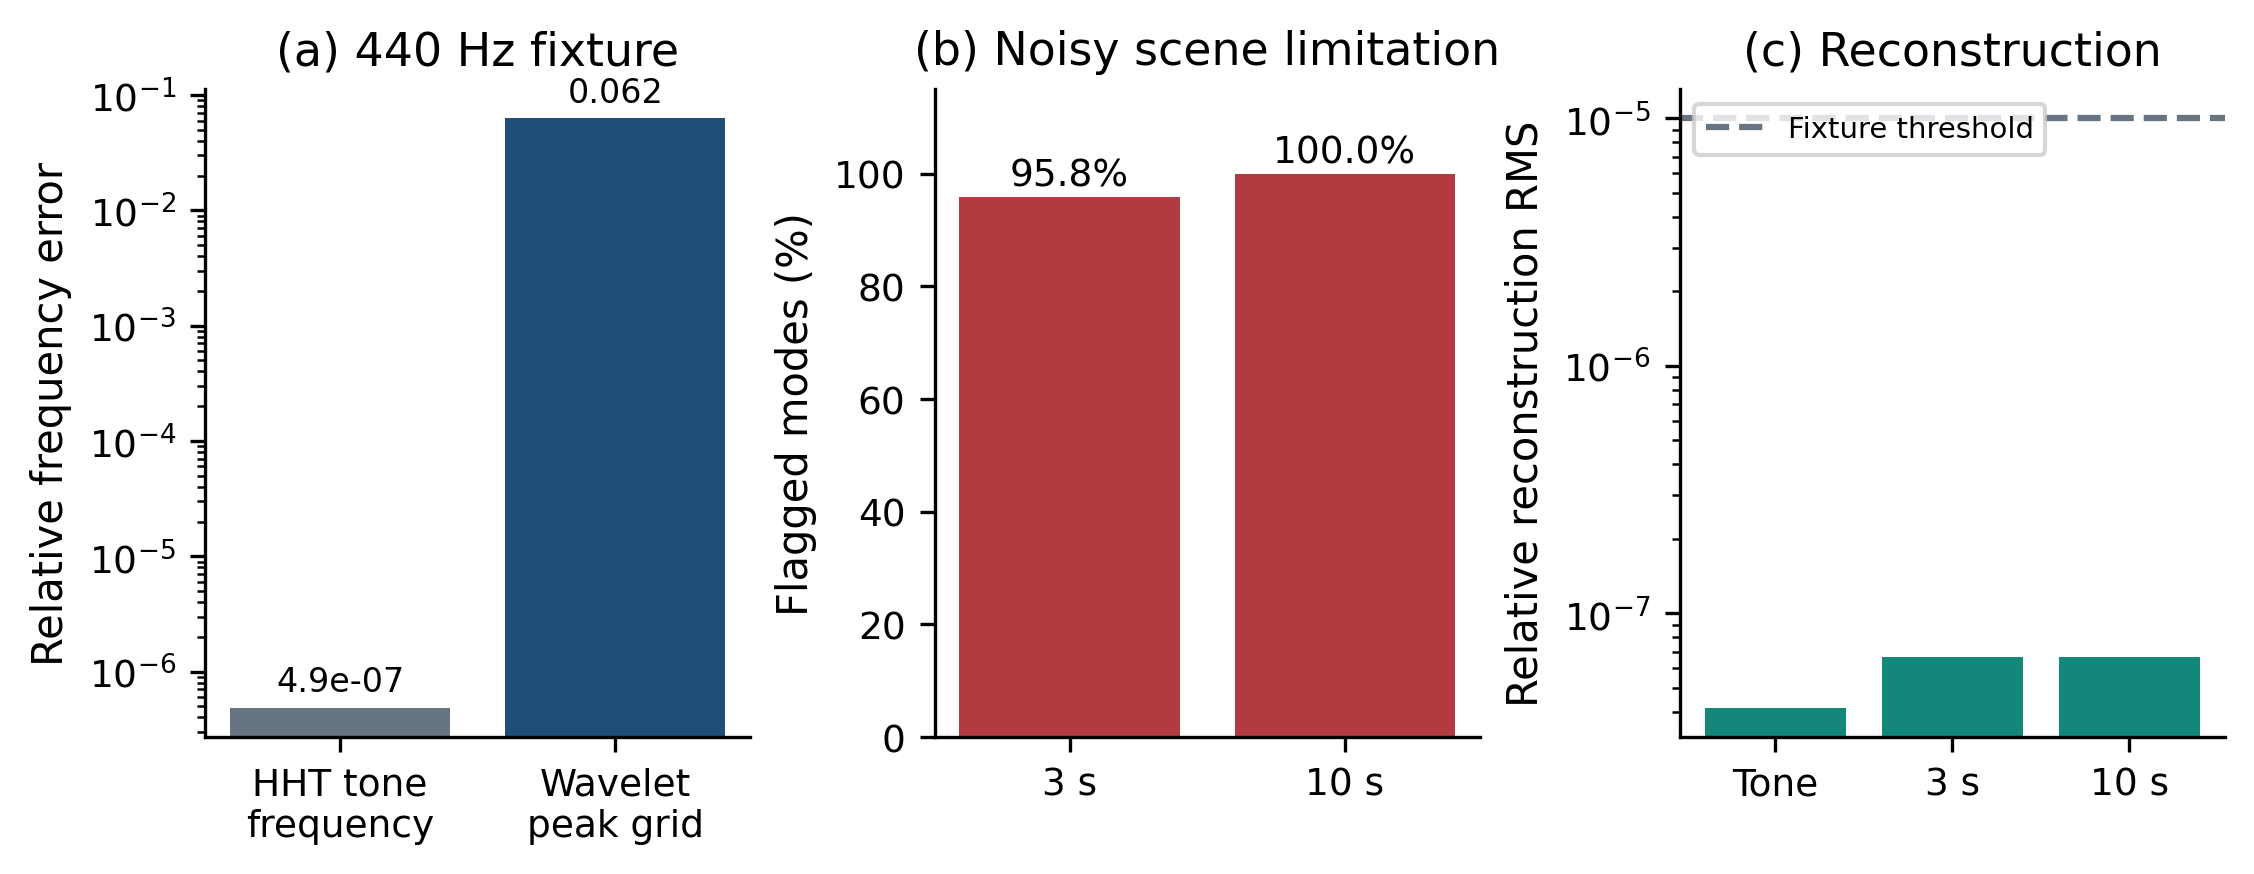 (a) 440 Hz fixture
Relative frequency error
10⁻¹
10⁻²
10⁻³
10⁻⁴
10⁻⁵
10⁻⁶
4.9e-07
0.062
HHT tone
frequency
Wavelet
peak grid
(b) Noisy scene limitation
Flagged modes (%)
100
80
60
40
20
0
95.8%
100.0%
3 s
10 s
(c) Reconstruction
Relative reconstruction RMS
10⁻⁵
10⁻⁶
10⁻⁷
Fixture threshold
Tone
3 s
10 s